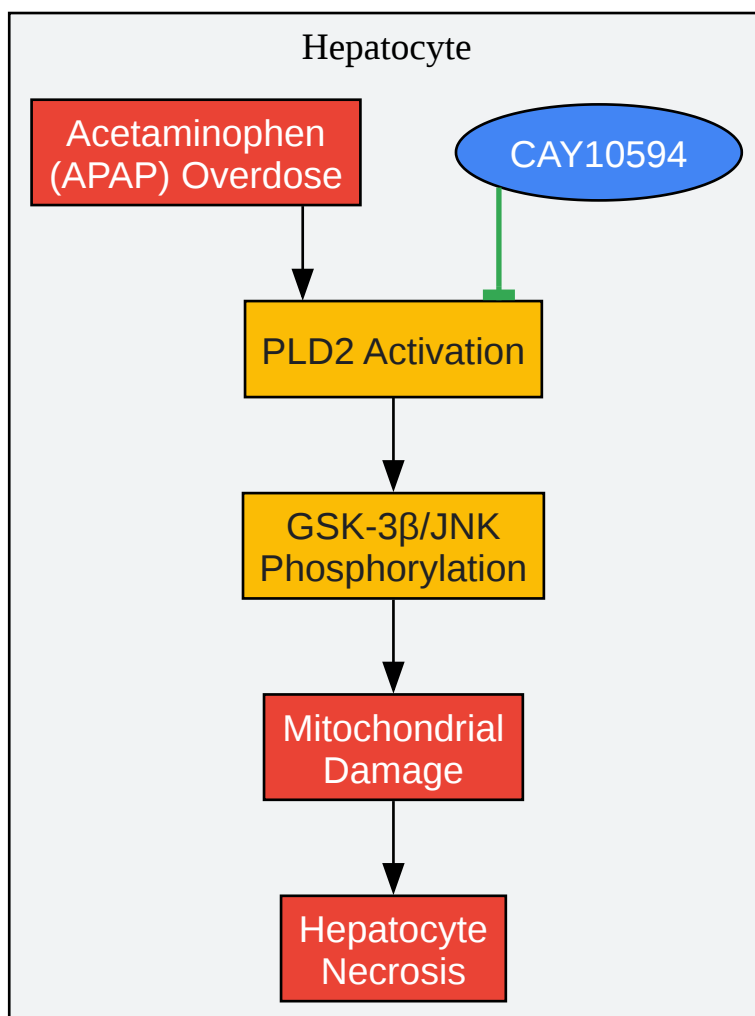 Hepatocyte
Acetaminophen
(APAP) Overdose
CAY10594
PLD2 Activation
GSK-3β/JNK
Phosphorylation
Mitochondrial
Damage
Hepatocyte
Necrosis